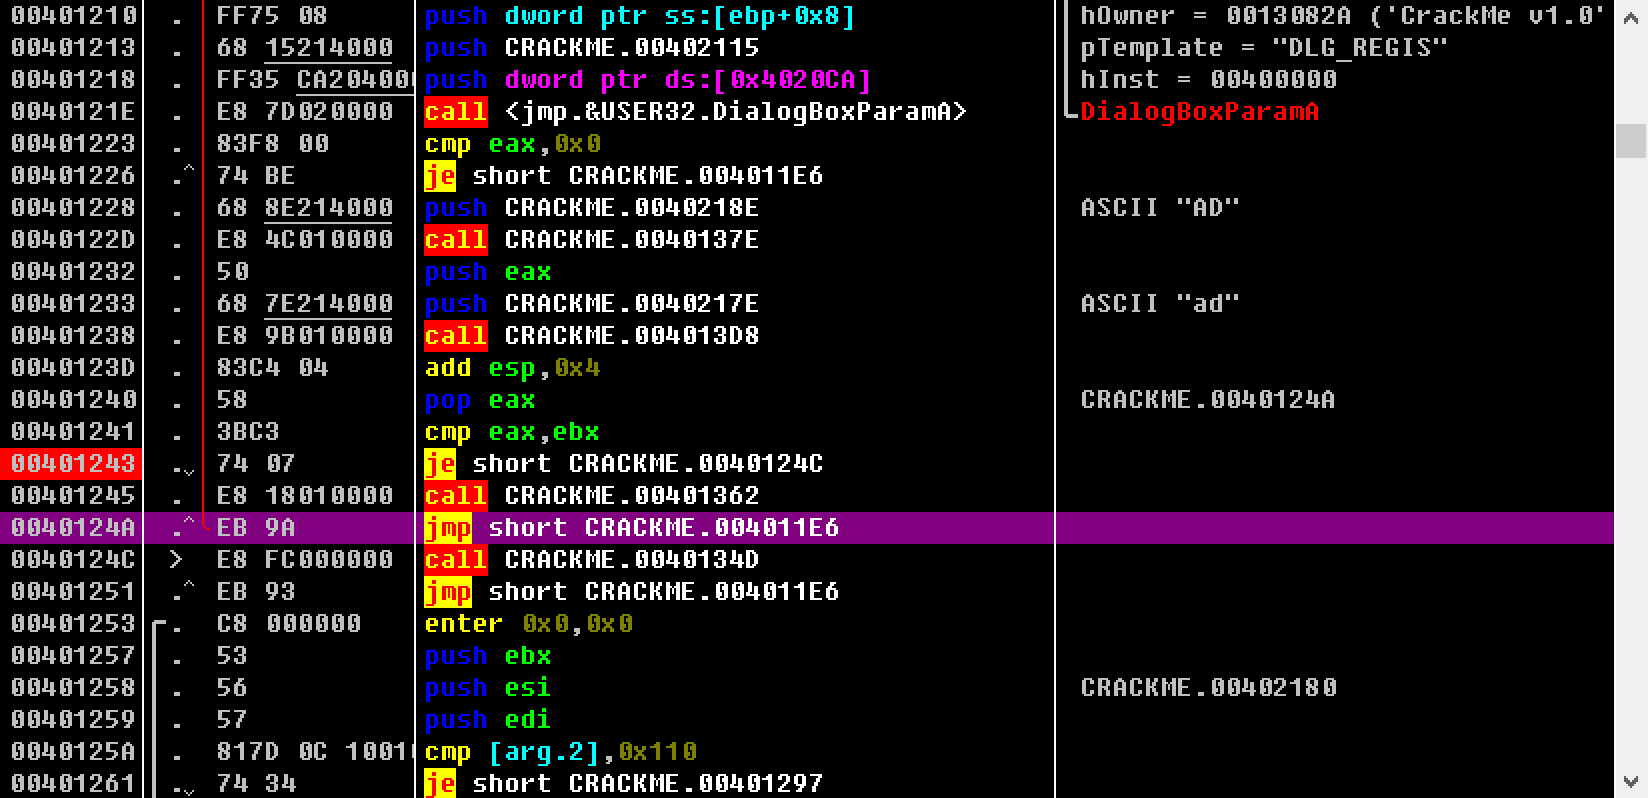 00401210 . FF75 08 push dword ptr ss:[ebp+0x8] hOwner = 0013082A ('CrackMe v1.0'
00401213 . 68 15214000 push CRACKME.00402115 pTemplate = "DLG_REGIS"
00401218 . FF35 CA204000 push dword ptr ds:[0x4020CA] hInst = 00400000
0040121E . E8 7D020000 call <jmp.&USER32.DialogBoxParamA> DialogBoxParamA
00401223 . 83F8 00 cmp eax,0x0
00401226 .^ 74 BE je short CRACKME.004011E6
00401228 . 68 8E214000 push CRACKME.0040218E ASCII "AD"
0040122D . E8 4C010000 call CRACKME.0040137E
00401232 . 50 push eax
00401233 . 68 7E214000 push CRACKME.0040217E ASCII "ad"
00401238 . E8 9B010000 call CRACKME.004013D8
0040123D . 83C4 04 add esp,0x4
00401240 . 58 pop eax CRACKME.0040124A
00401241 . 3BC3 cmp eax,ebx
00401243 .v 74 07 je short CRACKME.0040124C
00401245 . E8 18010000 call CRACKME.00401362
0040124A .^ EB 9A jmp short CRACKME.004011E6
0040124C > E8 FC000000 call CRACKME.0040134D
00401251 .^ EB 93 jmp short CRACKME.004011E6
00401253 . C8 000000 enter 0x0,0x0
00401257 . 53 push ebx
00401258 . 56 push esi CRACKME.00402180
00401259 . 57 push edi
0040125A . 817D 0C 1001 cmp [arg.2],0x110
00401261 .v 74 34 je short CRACKME.00401297